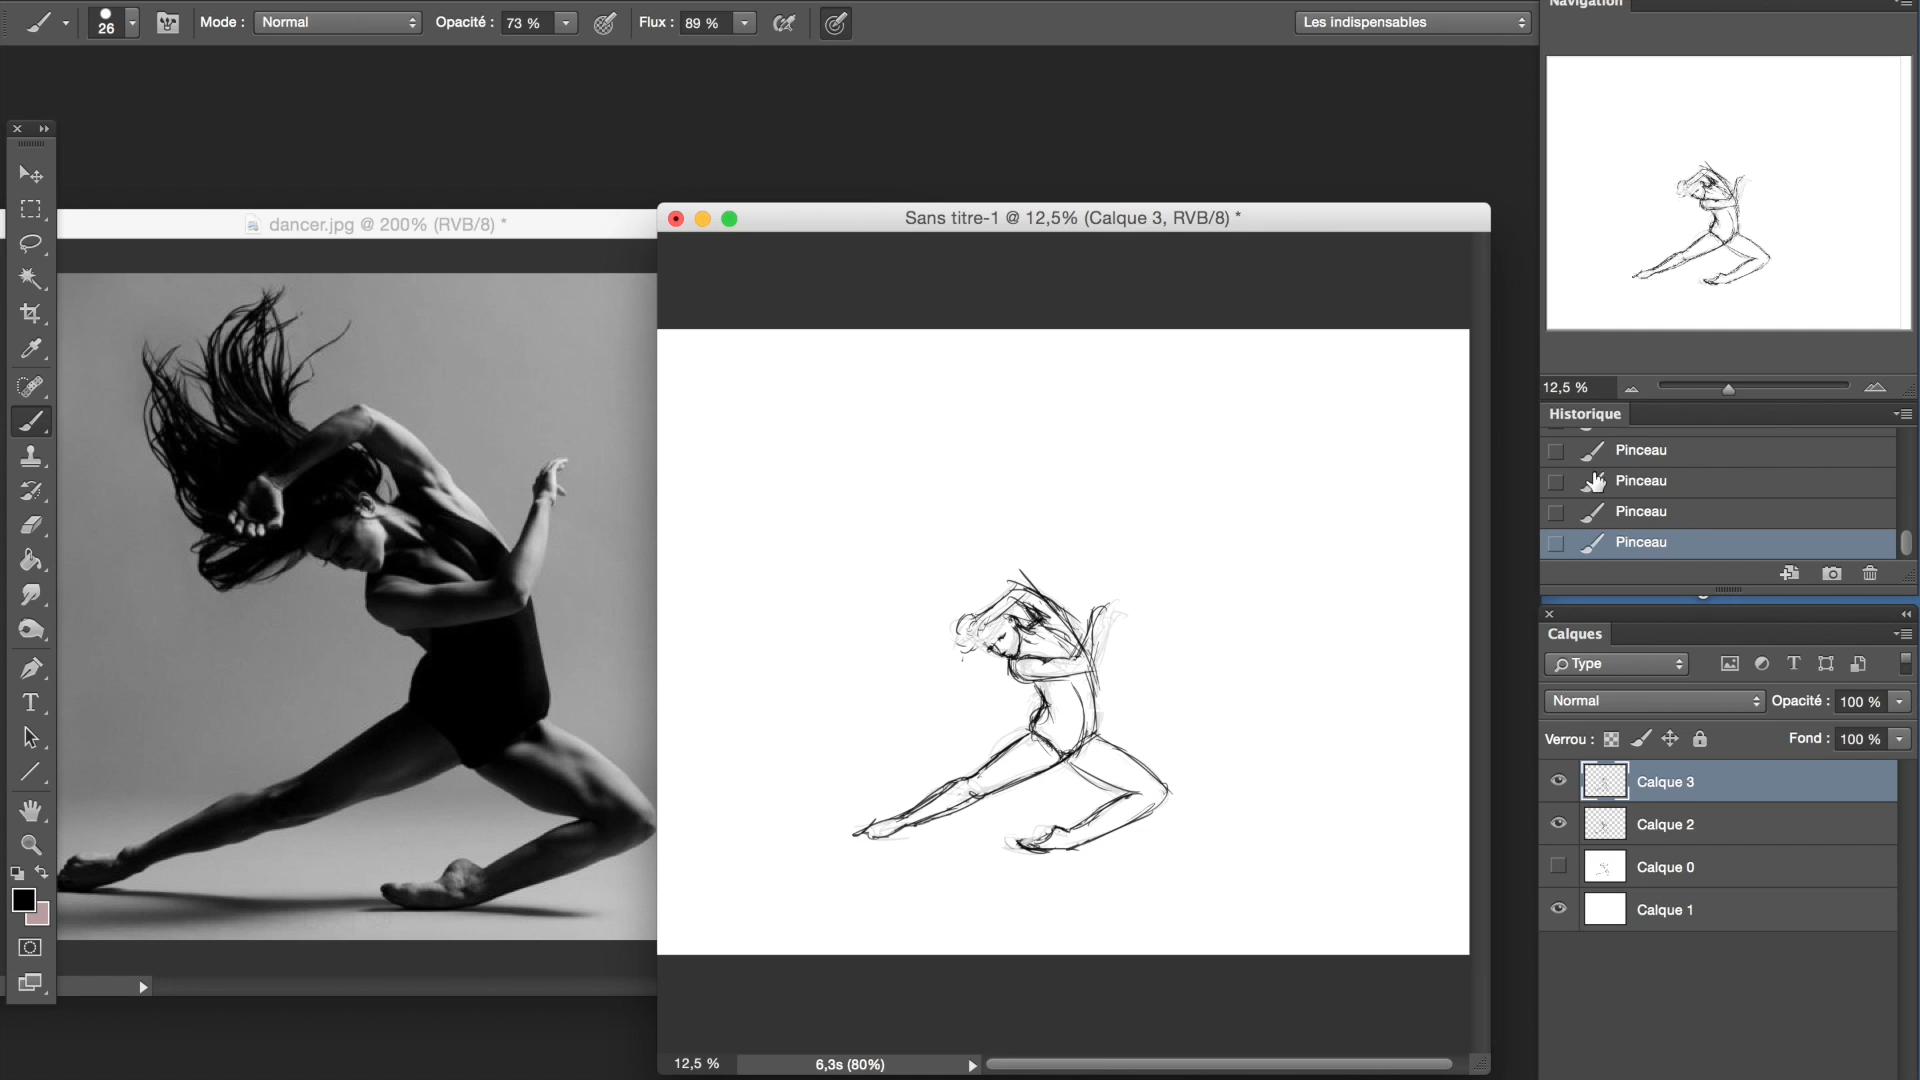 Navigation
26
Mode : Normal
Opacité : 73 %
Flux : 89 %
Les indispensables
dancer.jpg @ 200% (RVB/8) *
Sans titre-1 @ 12,5% (Calque 3, RVB/8) *
12,5 %
Historique
Pinceau
Pinceau
Pinceau
Pinceau
Calques
Type
Normal
Opacité : 100 %
Verrou :
Fond : 100 %
Calque 3
Calque 2
Calque 0
Calque 1
12,5 %
6,3s (80%)